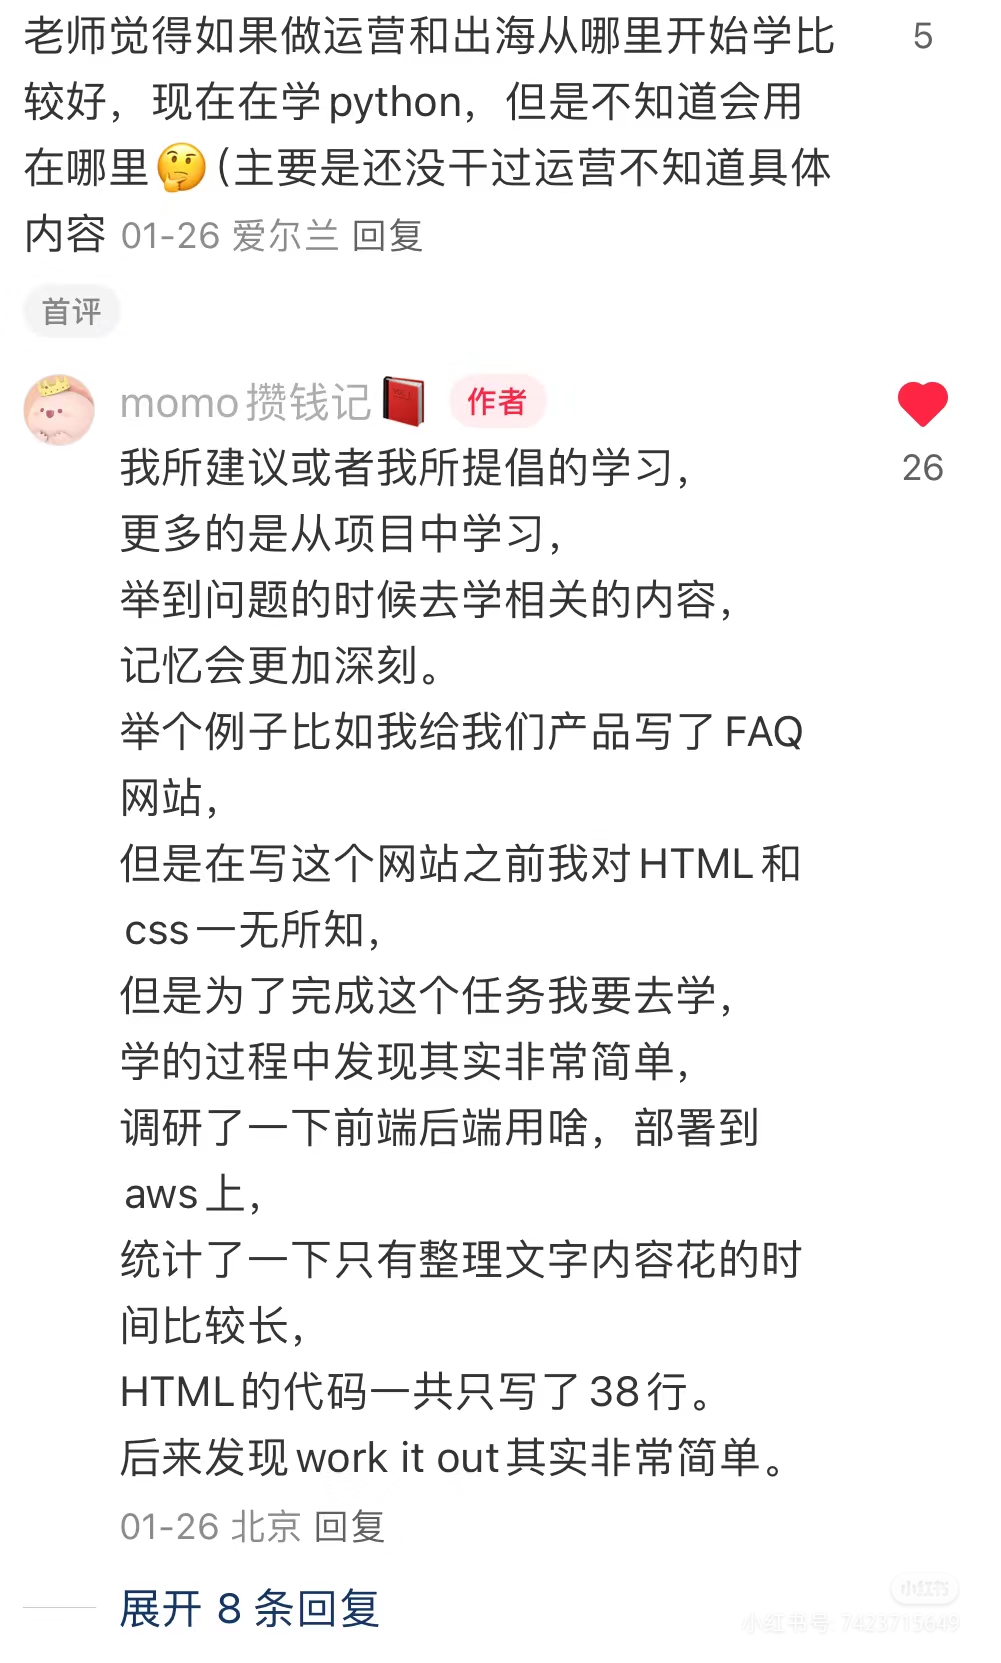 老师觉得如果做运营和出海从哪里开始学比
5
较好，现在在学python，但是不知道会用
在哪里🤔(主要是还没干过运营不知道具体
内容 01-26 爱尔兰 回复
首评
momo攒钱记📕 作者
我所建议或者我所提倡的学习，
26
更多的是从项目中学习，
举到问题的时候去学相关的内容，
记忆会更加深刻。
举个例子比如我给我们产品写了FAQ
网站，
但是在写这个网站之前我对HTML和
css一无所知，
但是为了完成这个任务我要去学，
学的过程中发现其实非常简单，
调研了一下前端后端用啥，部署到
aws上，
统计了一下只有整理文字内容花的时
间比较长，
HTML的代码一共只写了38行。
后来发现work it out其实非常简单。
01-26 北京 回复
展开 8 条回复
小红书
小红书号: 7423715649